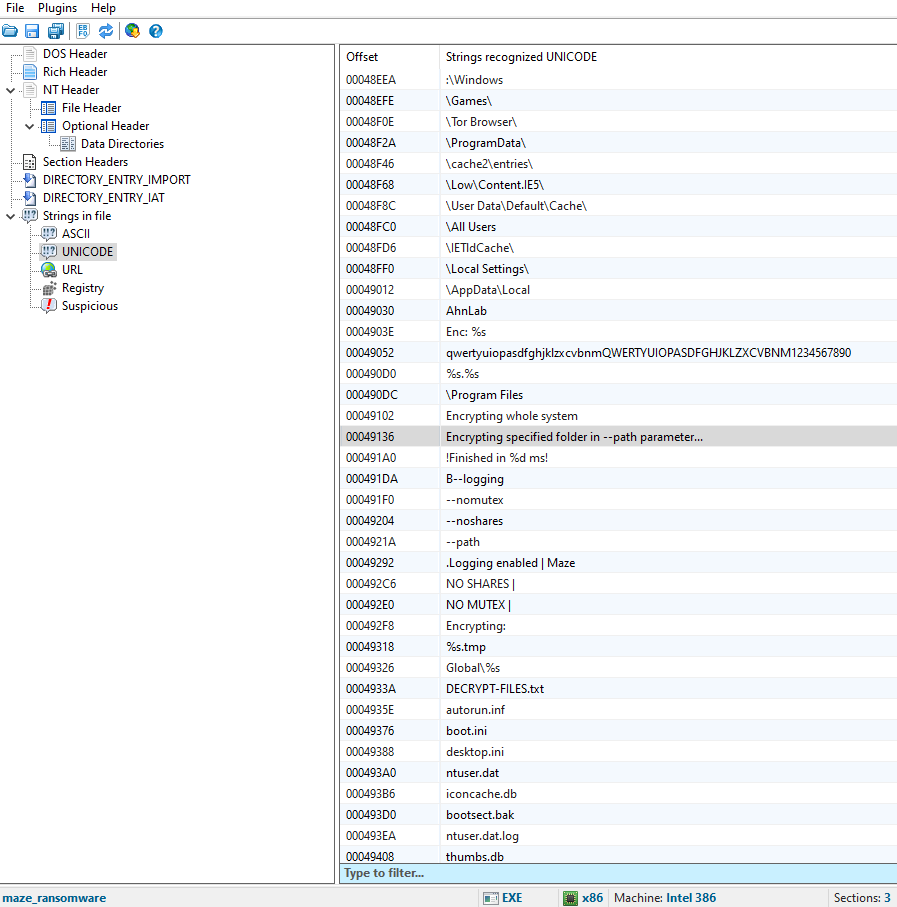 File Plugins Help
DOS Header
Rich Header
NT Header
File Header
Optional Header
Data Directories
Section Headers
DIRECTORY_ENTRY_IMPORT
DIRECTORY_ENTRY_IAT
Strings in file
ASCII
UNICODE
URL
Registry
Suspicious
Offset Strings recognized UNICODE
00048EEA :\Windows
00048EFE \Games\
00048F0E \Tor Browser\
00048F2A \ProgramData\
00048F46 \cache2\entries\
00048F68 \Low\Content.IE5\
00048F8C \User Data\Default\Cache\
00048FC0 \All Users
00048FD6 \IETldCache\
00048FF0 \Local Settings\
00049012 \AppData\Local
00049030 AhnLab
0004903E Enc: %s
00049052 qwertyuiopasdfghjklzxcvbnmQWERTYUIOPASDFGHJKLZXCVBNM1234567890
000490D0 %s.%s
000490DC \Program Files
00049102 Encrypting whole system
00049136 Encrypting specified folder in --path parameter...
000491A0 !Finished in %d ms!
000491DA B--logging
000491F0 --nomutex
00049204 --noshares
0004921A --path
00049292 .Logging enabled | Maze
000492C6 NO SHARES |
000492E0 NO MUTEX |
000492F8 Encrypting:
00049318 %s.tmp
00049326 Global\%s
0004933A DECRYPT-FILES.txt
0004935E autorun.inf
00049376 boot.ini
00049388 desktop.ini
000493A0 ntuser.dat
000493B6 iconcache.db
000493D0 bootsect.bak
000493EA ntuser.dat.log
00049408 thumbs.db
Type to filter...
maze_ransomware EXE x86 Machine: Intel 386 Sections: 3